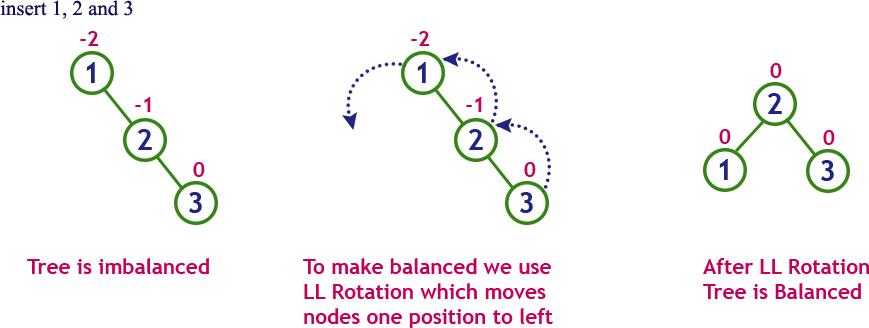 insert 1, 2 and 3
-2
1
-1
2
0
3
Tree is imbalanced
-2
1
-1
2
0
3
To make balanced we use
LL Rotation which moves
nodes one position to left
0
2
0
0
1
3
After LL Rotation
Tree is Balanced